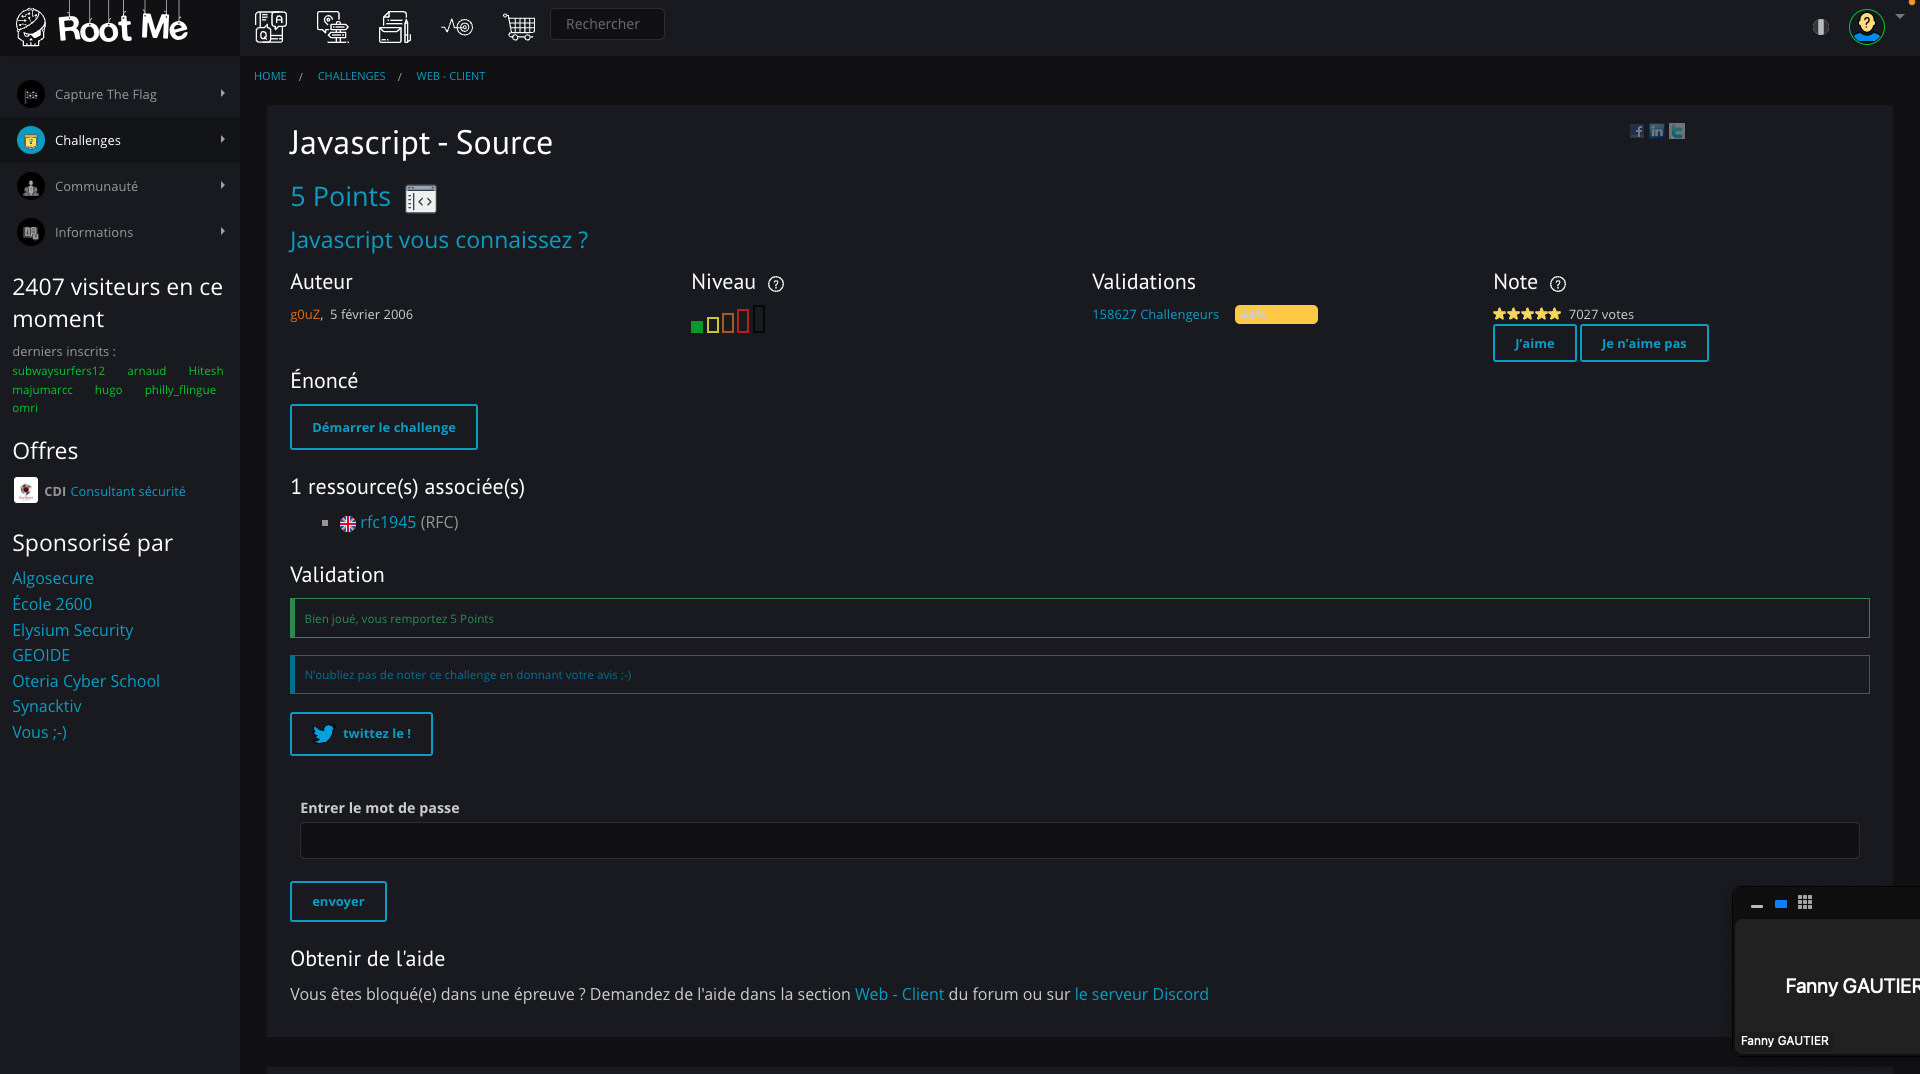 Root Me
Rechercher
HOME / CHALLENGES / WEB - CLIENT
Capture The Flag
Challenges
Communauté
Informations
2407 visiteurs en ce
moment
derniers inscrits :
subwaysurfers12 arnaud Hitesh
majumarcc hugo philly_flingue
omri
Offres
CDI Consultant sécurité
Sponsorisé par
Algosecure
École 2600
Elysium Security
GEOIDE
Oteria Cyber School
Synacktiv
Vous ;-)
Javascript - Source
5 Points
Javascript vous connaissez ?
Auteur
g0uZ, 5 février 2006
Niveau
Validations
158627 Challengeurs
Note
7027 votes
J'aime
Je n'aime pas
Énoncé
Démarrer le challenge
1 ressource(s) associée(s)
rfc1945 (RFC)
Validation
Bien joué, vous remportez 5 Points
N'oubliez pas de noter ce challenge en donnant votre avis ;-)
twittez le !
Entrer le mot de passe
envoyer
Obtenir de l'aide
Vous êtes bloqué(e) dans une épreuve ? Demandez de l'aide dans la section Web - Client du forum ou sur le serveur Discord
Fanny GAUTIER
Fanny GAUTIER